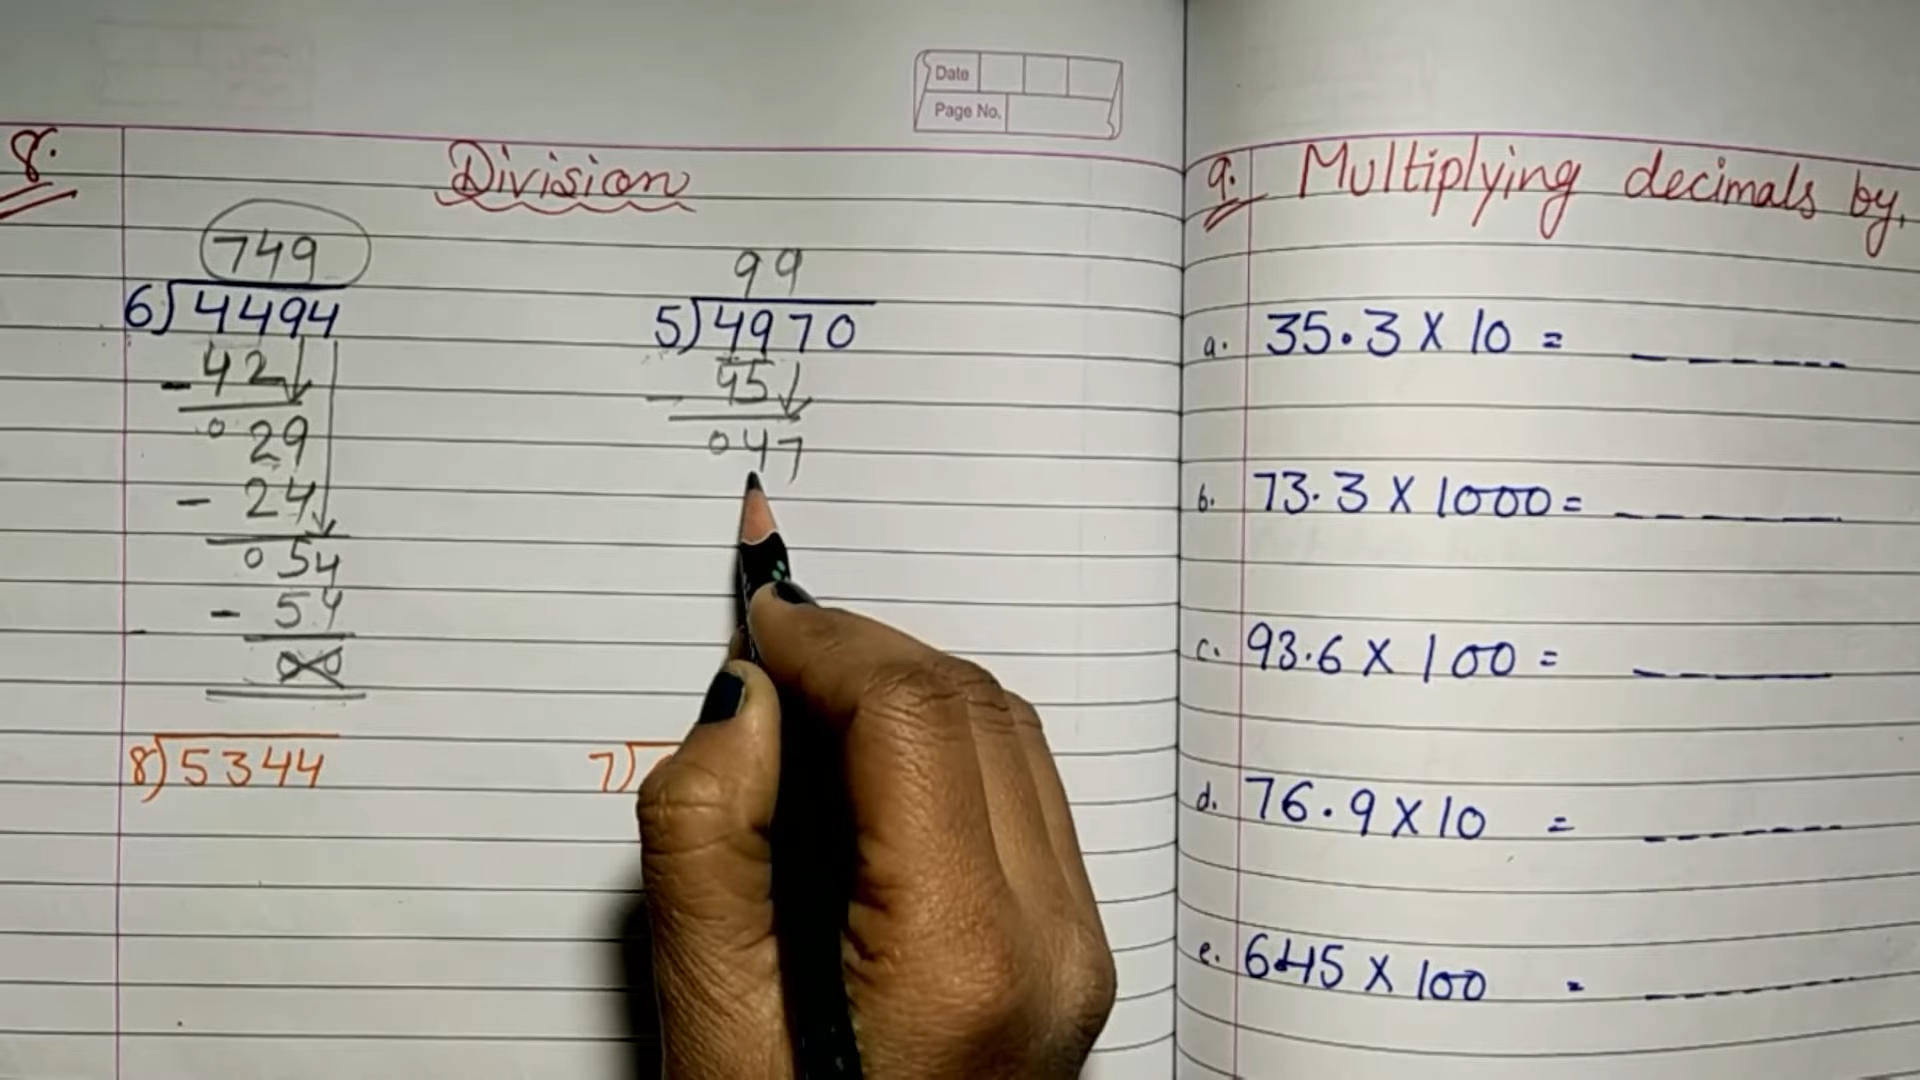 Date
Page No.
8. Division
749
6)4494
- 42
029
- 24
054
- 54
00
99
5)4970
- 45
047
8)5344
7)
9. Multiplying decimals by,
a. 35.3 X 10 =
b. 73.3 X 1000 =
c. 93.6 X 100 =
d. 76.9 X 10 =
e. 6.45 X 100 =